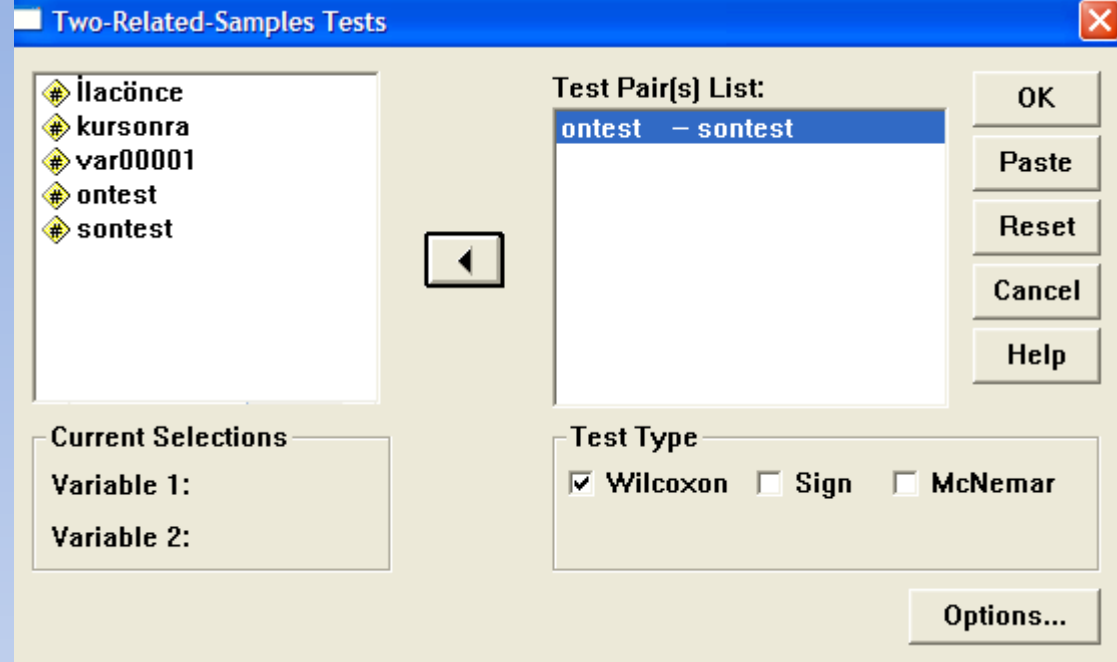 Two-Related-Samples Tests
İlacönce
kursonra
var00001
ontest
sontest
Test Pair(s) List:
ontest – sontest
OK
Paste
Reset
Cancel
Help
Current Selections
Variable 1:
Variable 2:
Test Type
Wilcoxon Sign McNemar
Options...